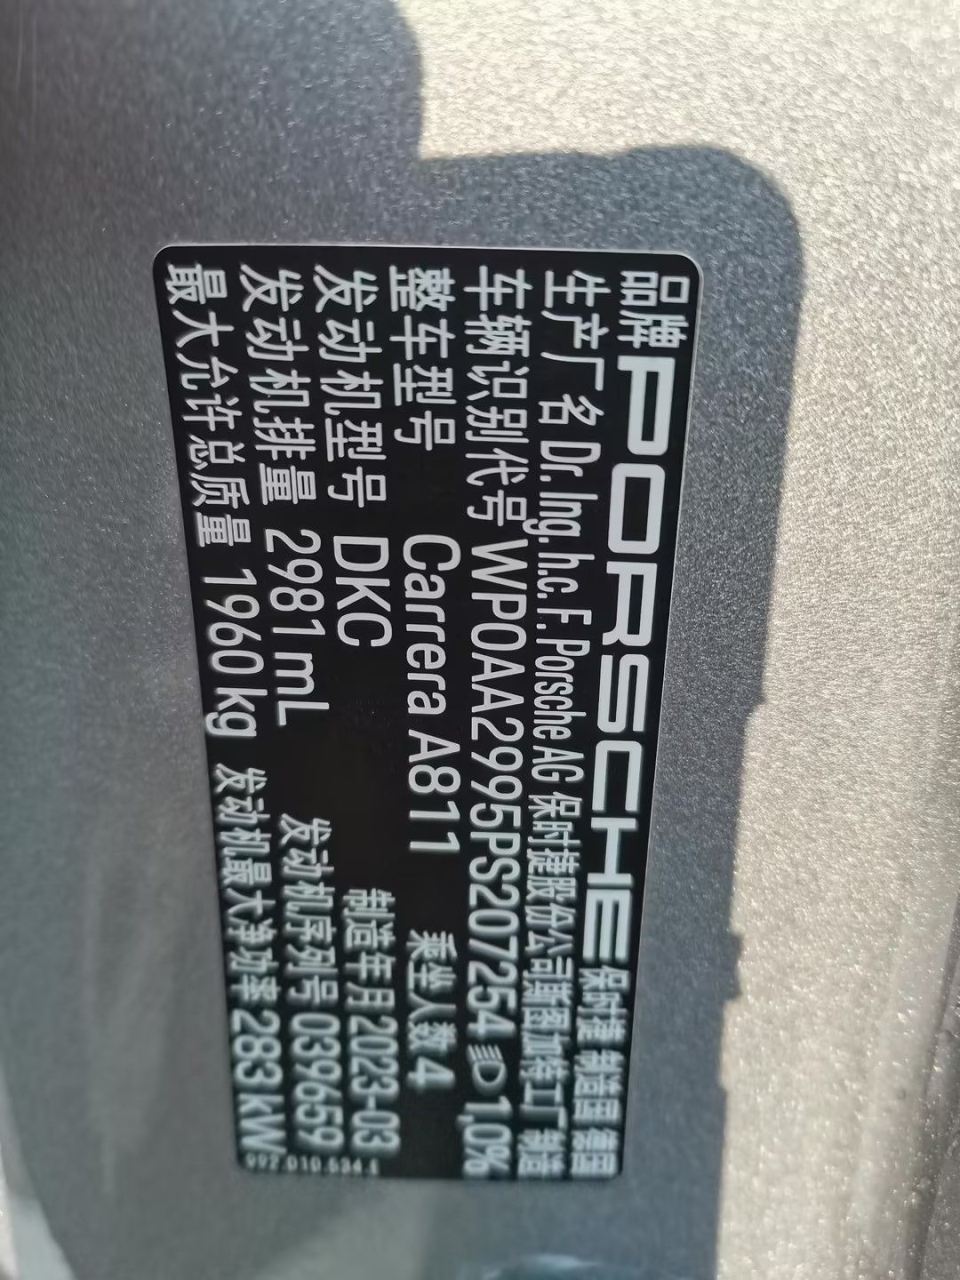 品牌 PORSCHE 保时捷 制造国 德国
生产厂名 Dr. Ing. h.c. F. Porsche AG 保时捷股份公司斯图加特工厂 制造
车辆识别代号 WP0AA2995PS207254 1,0%
整车型号 Carrera A811 乘坐人数 4
发动机型号 DKC 制造年月 2023-03
发动机排量 2981 mL 发动机序列号 039659
最大允许总质量 1960 kg 发动机最大净功率 283 kW
992.010.534.E